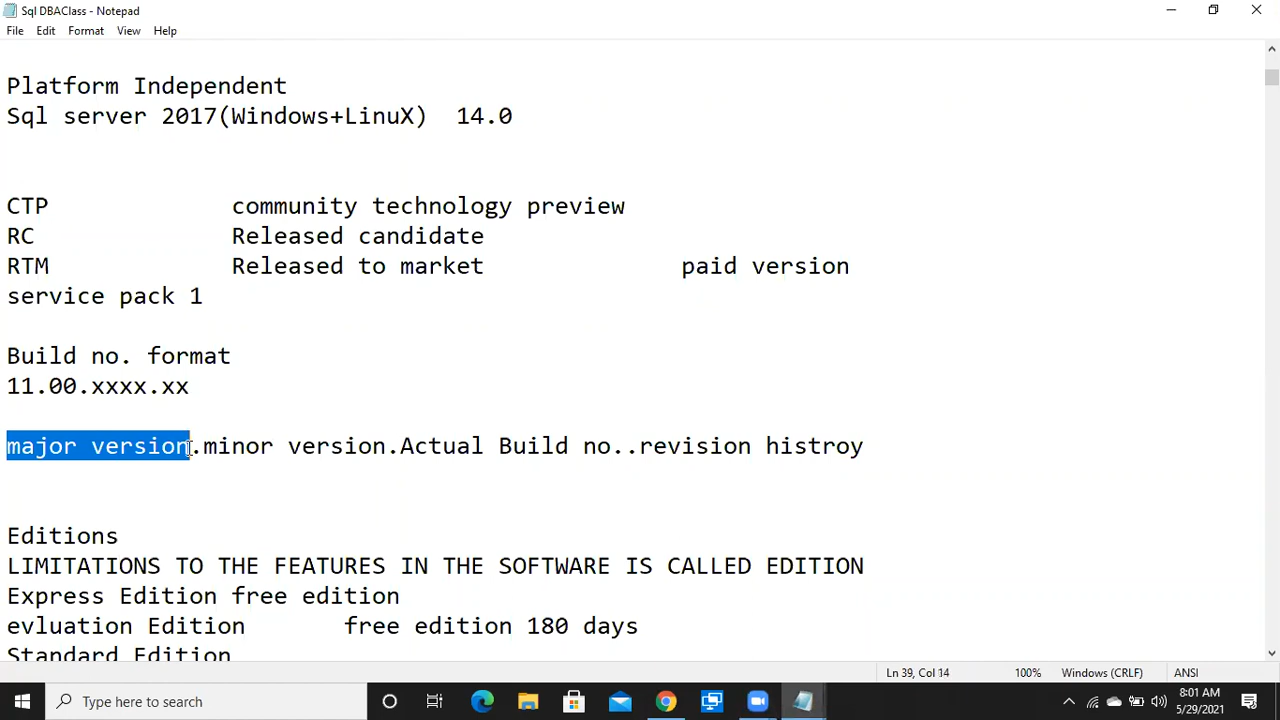 Sql DBAClass - Notepad
File Edit Format View Help
Platform Independent
Sql server 2017(Windows+LinuX) 14.0
CTP community technology preview
RC Released candidate
RTM Released to market paid version
service pack 1
Build no. format
11.00.xxxx.xx
major version.minor version.Actual Build no..revision histroy
Editions
LIMITATIONS TO THE FEATURES IN THE SOFTWARE IS CALLED EDITION
Express Edition free edition
evluation Edition free edition 180 days
Standard Edition
Ln 39, Col 14 100% Windows (CRLF) ANSI
Type here to search
8:01 AM
5/29/2021